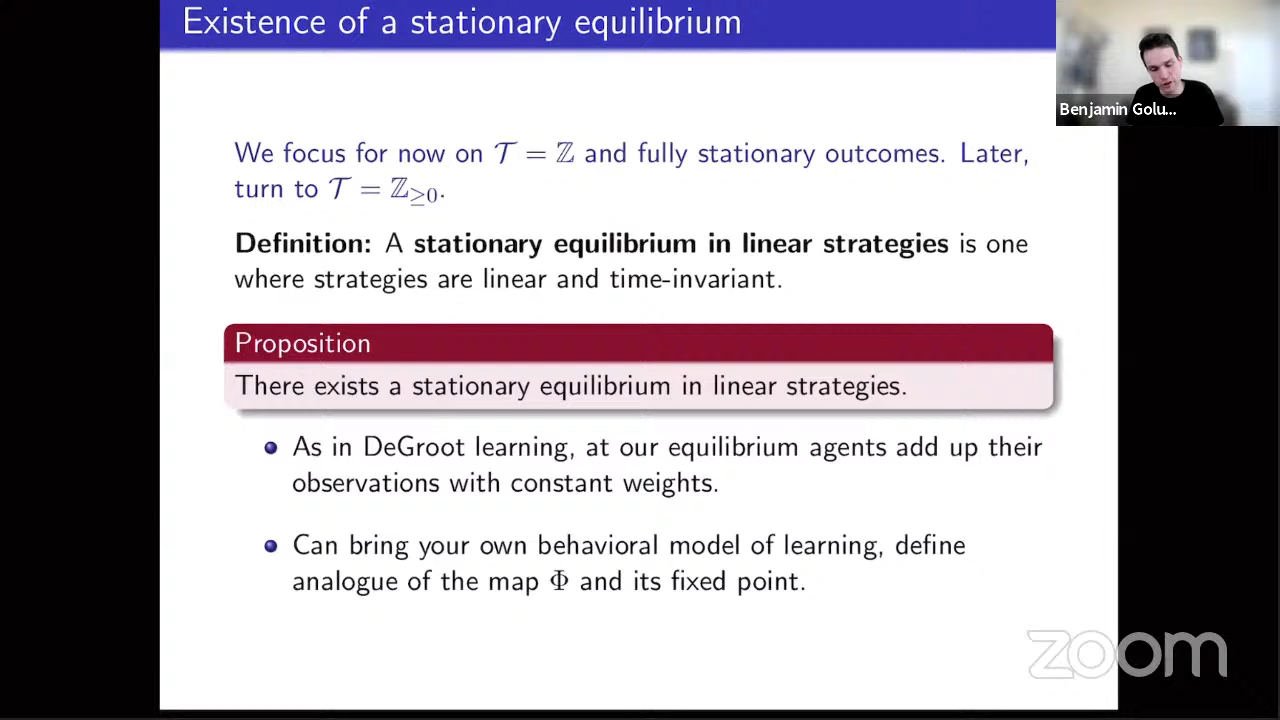 Existence of a stationary equilibrium
Benjamin Golu...
We focus for now on 𝒯 = ℤ and fully stationary outcomes. Later,
turn to 𝒯 = ℤ≥0.
Definition: A stationary equilibrium in linear strategies is one
where strategies are linear and time-invariant.
Proposition
There exists a stationary equilibrium in linear strategies.
As in DeGroot learning, at our equilibrium agents add up their
observations with constant weights.
Can bring your own behavioral model of learning, define
analogue of the map Φ and its fixed point.
zoom